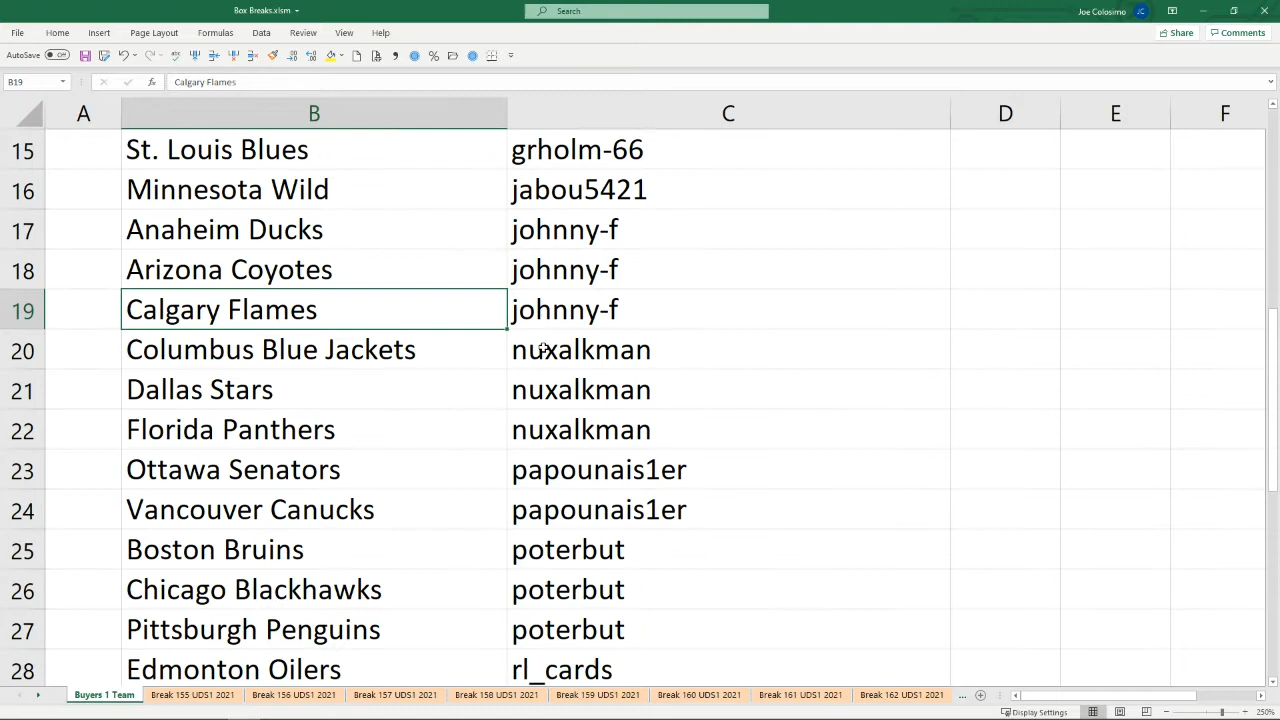 Box Breaks.xlsm
Search
Joe Colosimo
JC
File Home Insert Page Layout Formulas Data Review View Help
Share Comments
AutoSave Off
B19 fx Calgary Flames
A B C D E F
15 St. Louis Blues grholm-66
16 Minnesota Wild jabou5421
17 Anaheim Ducks johnny-f
18 Arizona Coyotes johnny-f
19 Calgary Flames johnny-f
20 Columbus Blue Jackets nuxalkman
21 Dallas Stars nuxalkman
22 Florida Panthers nuxalkman
23 Ottawa Senators papounais1er
24 Vancouver Canucks papounais1er
25 Boston Bruins poterbut
26 Chicago Blackhawks poterbut
27 Pittsburgh Penguins poterbut
28 Edmonton Oilers rl_cards
Buyers 1 Team Break 155 UDS1 2021 Break 156 UDS1 2021 Break 157 UDS1 2021 Break 158 UDS1 2021 Break 159 UDS1 2021 Break 160 UDS1 2021 Break 161 UDS1 2021 Break 162 UDS1 2021 ...
Display Settings 250%